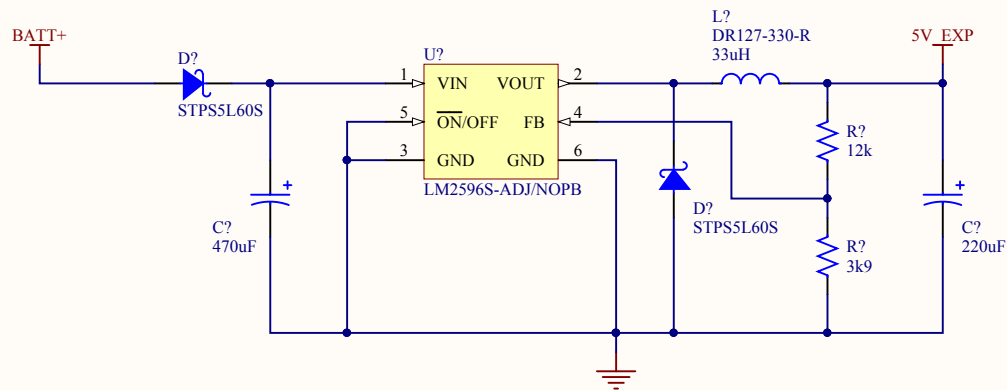 BATT+
D?
STPS5L60S
C?
470uF
U?
1 VIN VOUT 2
5 ON/OFF FB 4
3 GND GND 6
LM2596S-ADJ/NOPB
L?
DR127-330-R
33uH
D?
STPS5L60S
R?
12k
R?
3k9
5V_EXP
C?
220uF